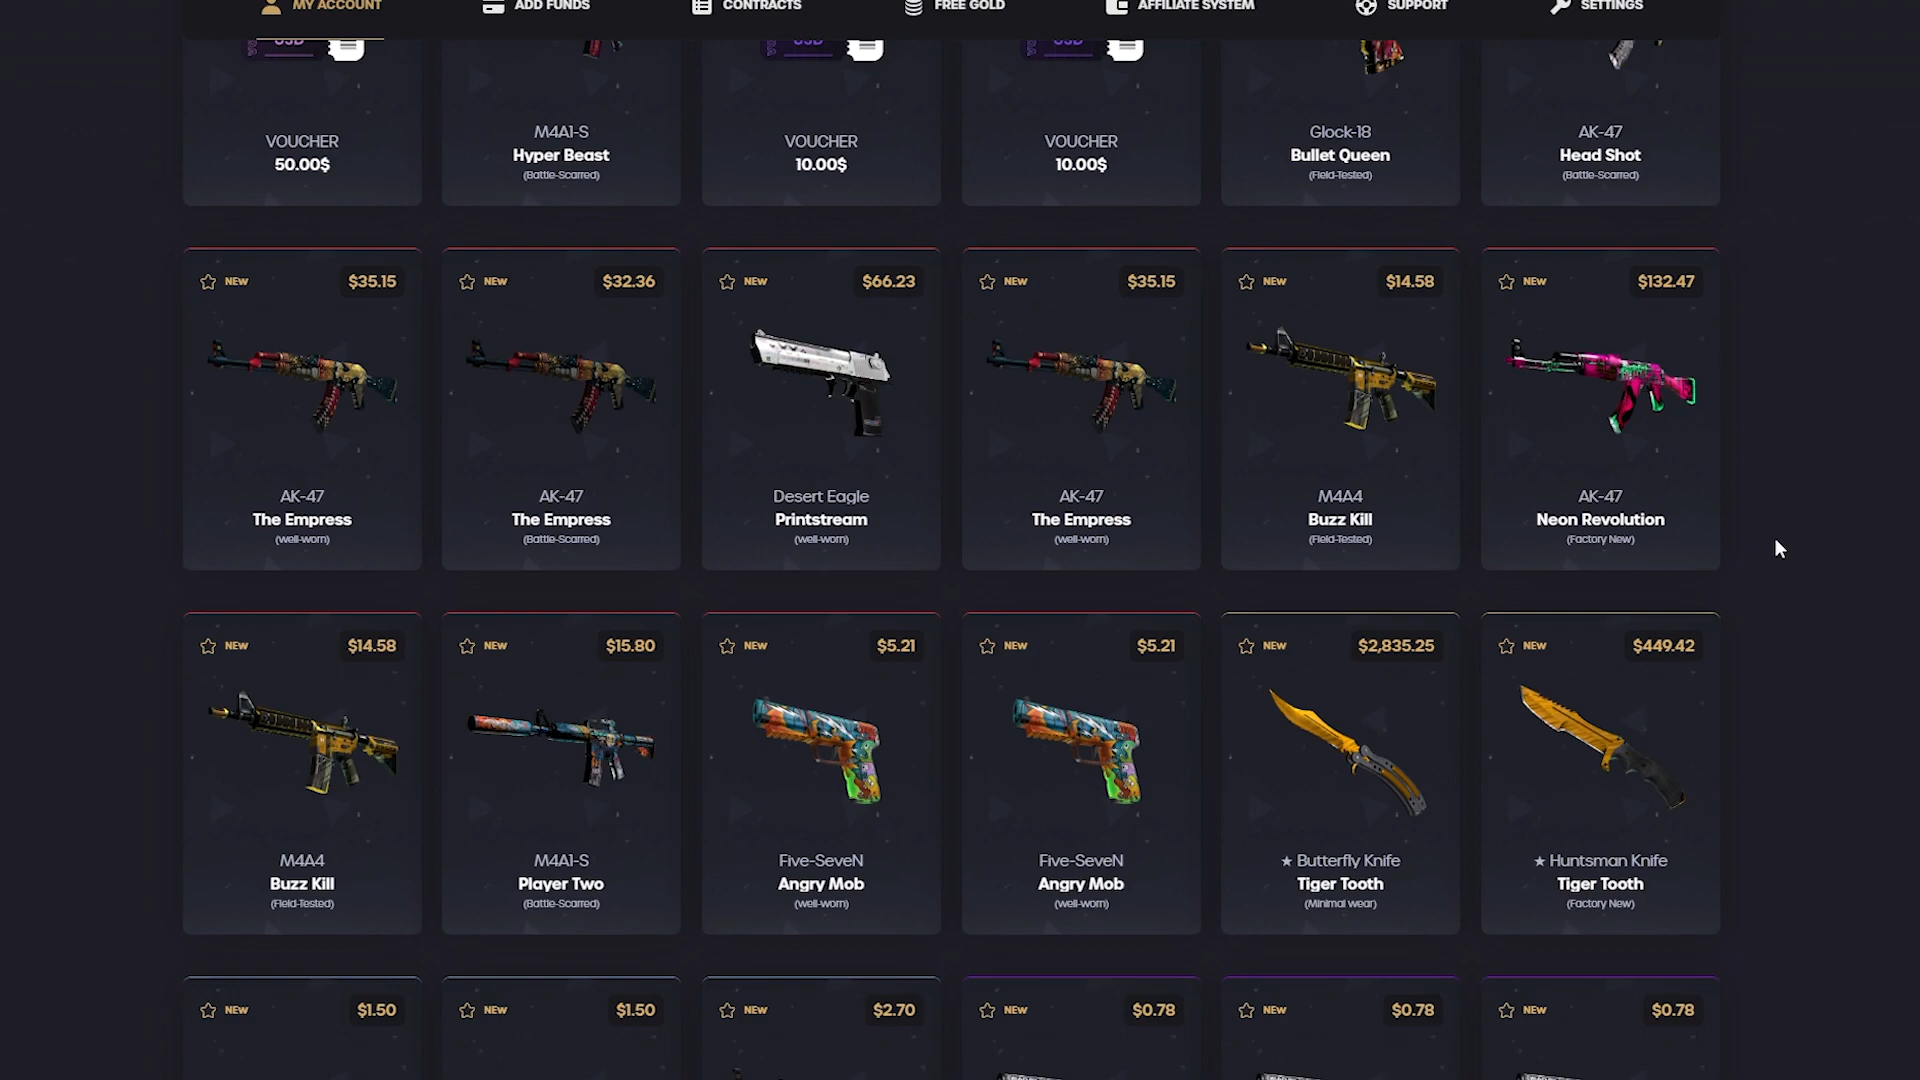 MY ACCOUNT ADD FUNDS CONTRACTS FREE GOLD AFFILIATE SYSTEM SUPPORT SETTINGS
USD USD USD
VOUCHER M4A1-S VOUCHER VOUCHER Glock-18 AK-47
50.00$ Hyper Beast 10.00$ 10.00$ Bullet Queen Head Shot
(Battle-Scarred) (Field-Tested) (Battle-Scarred)
NEW $35.15 NEW $32.36 NEW $66.23 NEW $35.15 NEW $14.58 NEW $132.47
AK-47 AK-47 Desert Eagle AK-47 M4A4 AK-47
The Empress The Empress Printstream The Empress Buzz Kill Neon Revolution
(well-worn) (Battle-Scarred) (well-worn) (well-worn) (Field-Tested) (Factory New)
NEW $14.58 NEW $15.80 NEW $5.21 NEW $5.21 NEW $2,835.25 NEW $449.42
M4A4 M4A1-S Five-SeveN Five-SeveN ★ Butterfly Knife ★ Huntsman Knife
Buzz Kill Player Two Angry Mob Angry Mob Tiger Tooth Tiger Tooth
(Field-Tested) (Battle-Scarred) (well-worn) (well-worn) (Minimal wear) (Factory New)
NEW $1.50 NEW $1.50 NEW $2.70 NEW $0.78 NEW $0.78 NEW $0.78